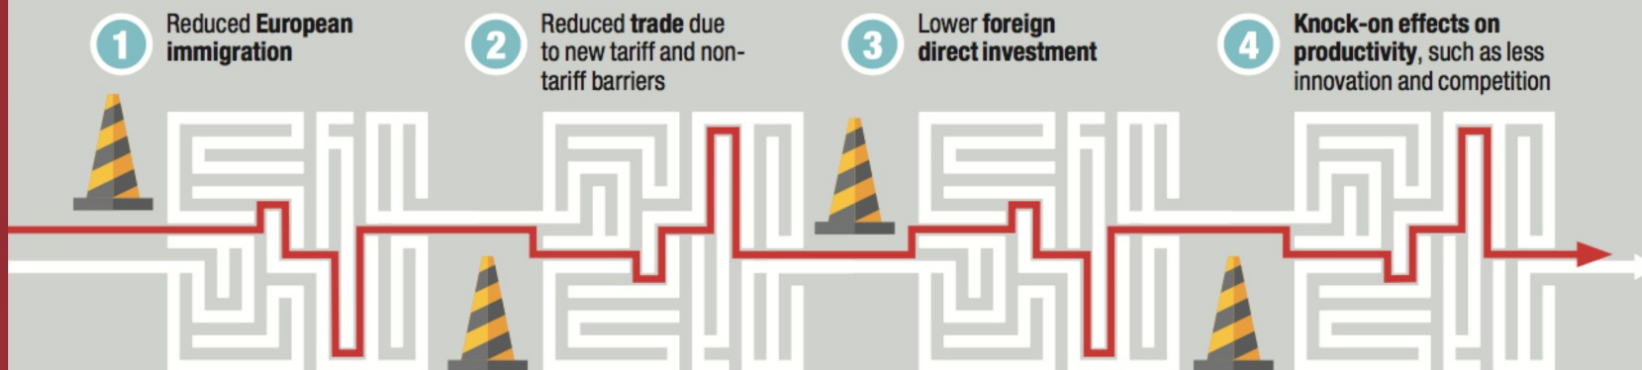 1
Reduced European
immigration
2
Reduced trade due
to new tariff and non-
tariff barriers
3
Lower foreign
direct investment
4
Knock-on effects on
productivity, such as less
innovation and competition